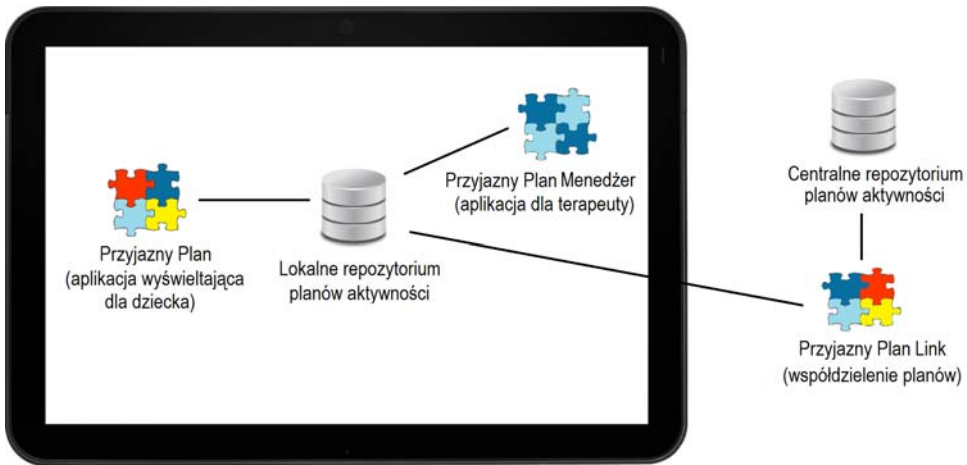 Przyjazny Plan
(aplikacja wyświeltająca
dla dziecka)
Lokalne repozytorium
planów aktywności
Przyjazny Plan Menedżer
(aplikacja dla terapeuty)
Centralne repozytorium
planów aktywności
Przyjazny Plan Link
(współdzielenie planów)